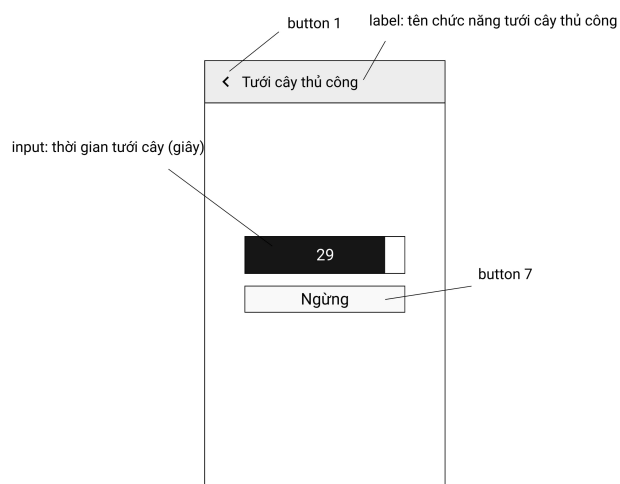 button 1
label: tên chức năng tưới cây thủ công
Tưới cây thủ công
input: thời gian tưới cây (giây)
29
button 7
Ngừng